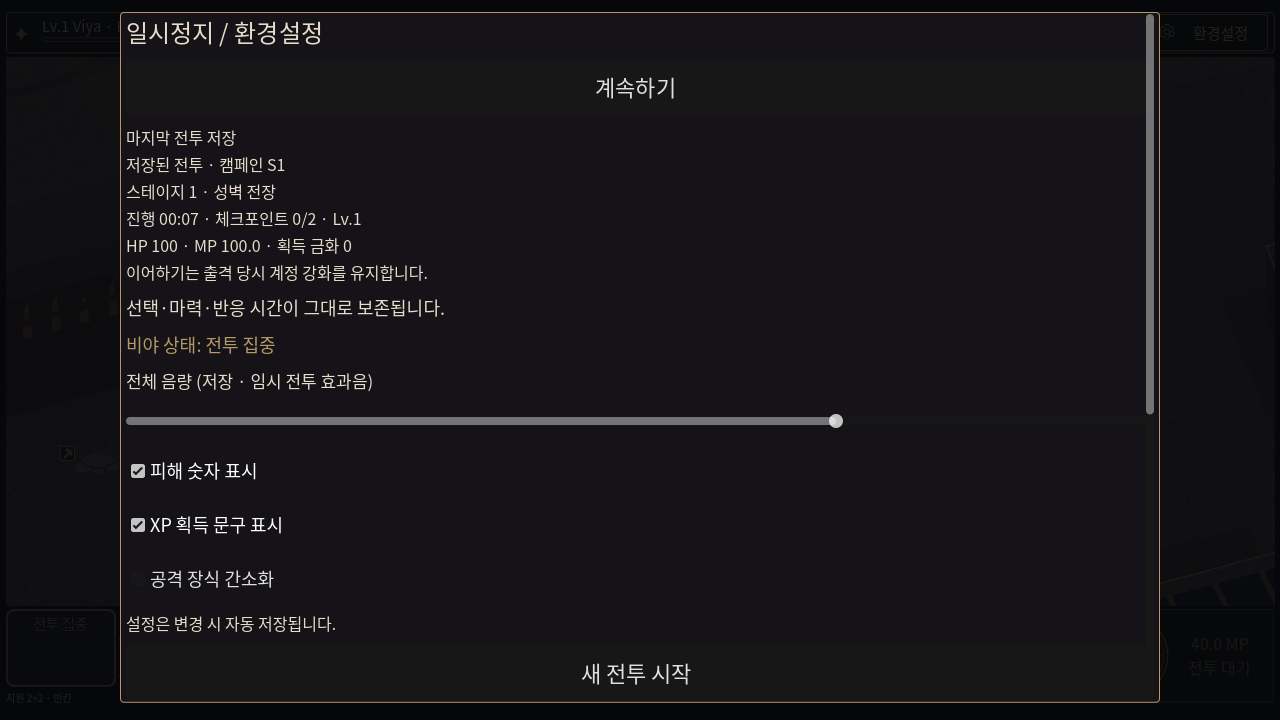 Lv.1 Viya ·
환경설정
일시정지 / 환경설정
계속하기
마지막 전투 저장
저장된 전투 · 캠페인 S1
스테이지 1 · 성벽 전장
진행 00:07 · 체크포인트 0/2 · Lv.1
HP 100 · MP 100.0 · 획득 금화 0
이어하기는 출격 당시 계정 강화를 유지합니다.
선택·마력·반응 시간이 그대로 보존됩니다.
비야 상태: 전투 집중
전체 음량 (저장 · 임시 전투 효과음)
피해 숫자 표시
XP 획득 문구 표시
공격 장식 간소화
설정은 변경 시 자동 저장됩니다.
새 전투 시작
전투 집중
지원 2+2 · 빈칸
40.0 MP
전투 대기